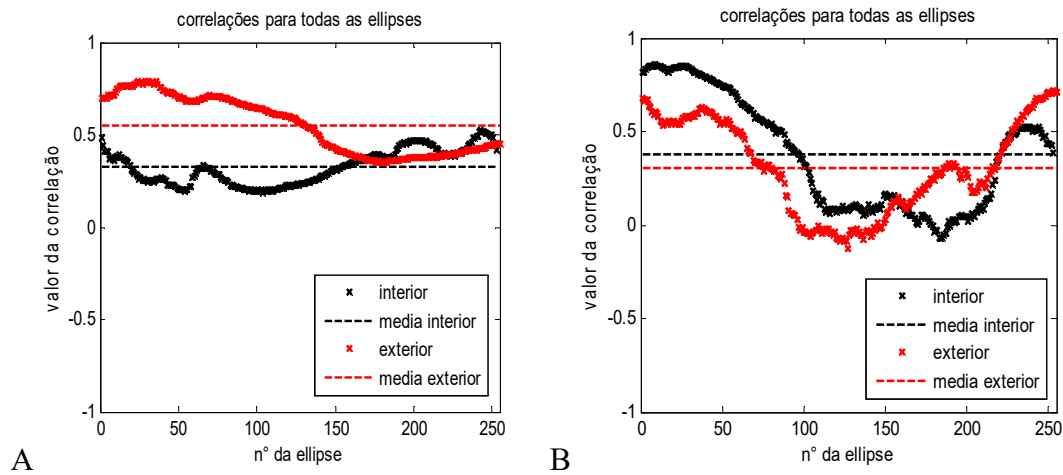 correlações para todas as ellipses
1
0.5
0
-0.5
-1
valor da correlação
interior
media interior
exterior
media exterior
0
50
100
150
200
250
n° da ellipse
A
correlações para todas as ellipses
1
0.5
0
-0.5
-1
valor da correlação
interior
media interior
exterior
media exterior
0
50
100
150
200
250
n° da ellipse
B